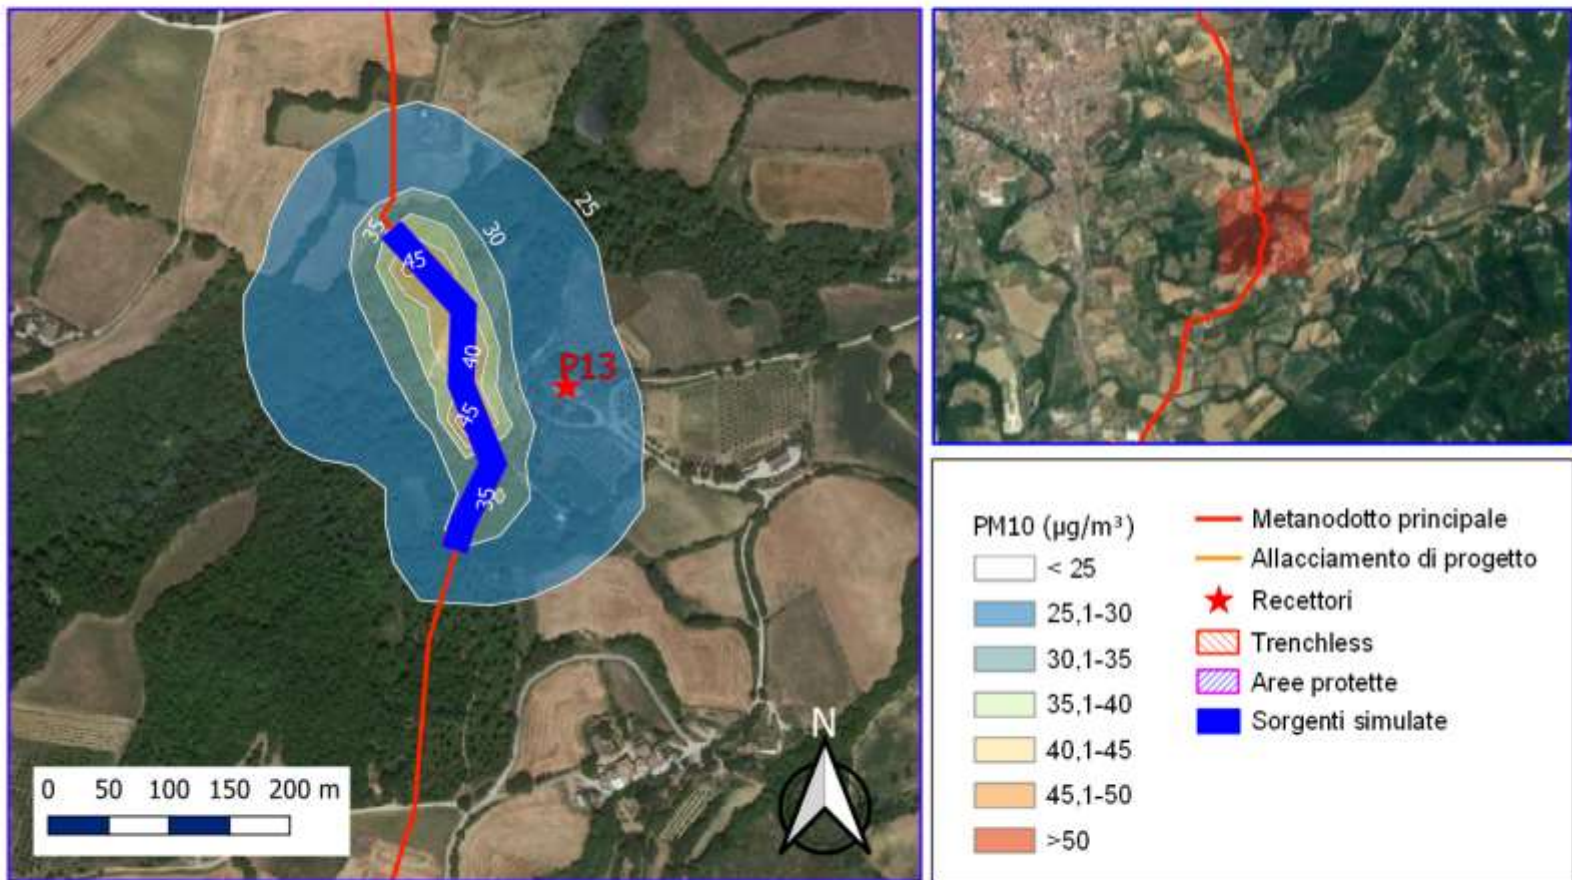 25
30
35
45
P13
40
45
35
N
0 50 100 150 200 m
PM10 (µg/m³)
< 25
25,1-30
30,1-35
35,1-40
40,1-45
45,1-50
>50
Metanodotto principale
Allacciamento di progetto
Recettori
Trenchless
Aree protette
Sorgenti simulate